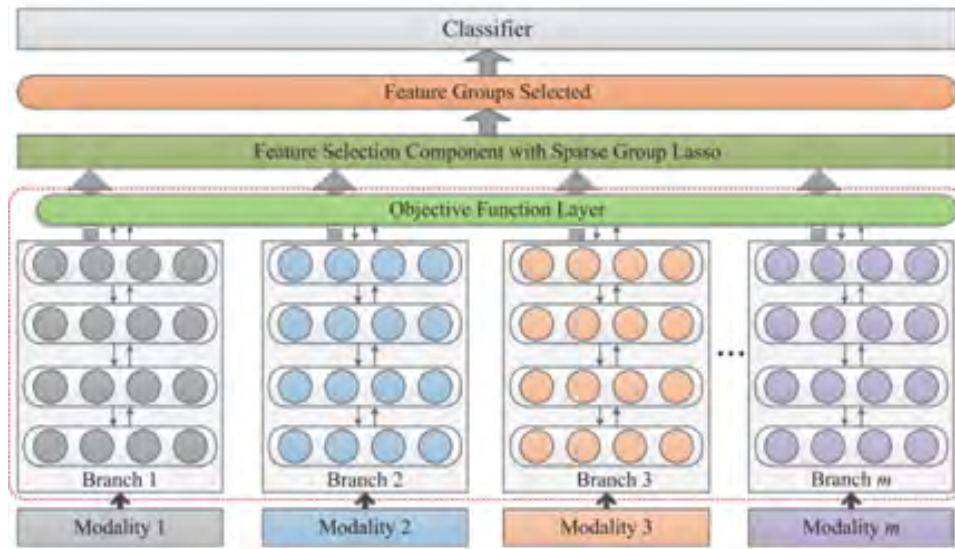 Classifier
Feature Groups Selected
Feature Selection Component with Sparse Group Lasso
Objective Function Layer
...
Branch 1 Branch 2 Branch 3 Branch m
Modality 1 Modality 2 Modality 3 Modality m